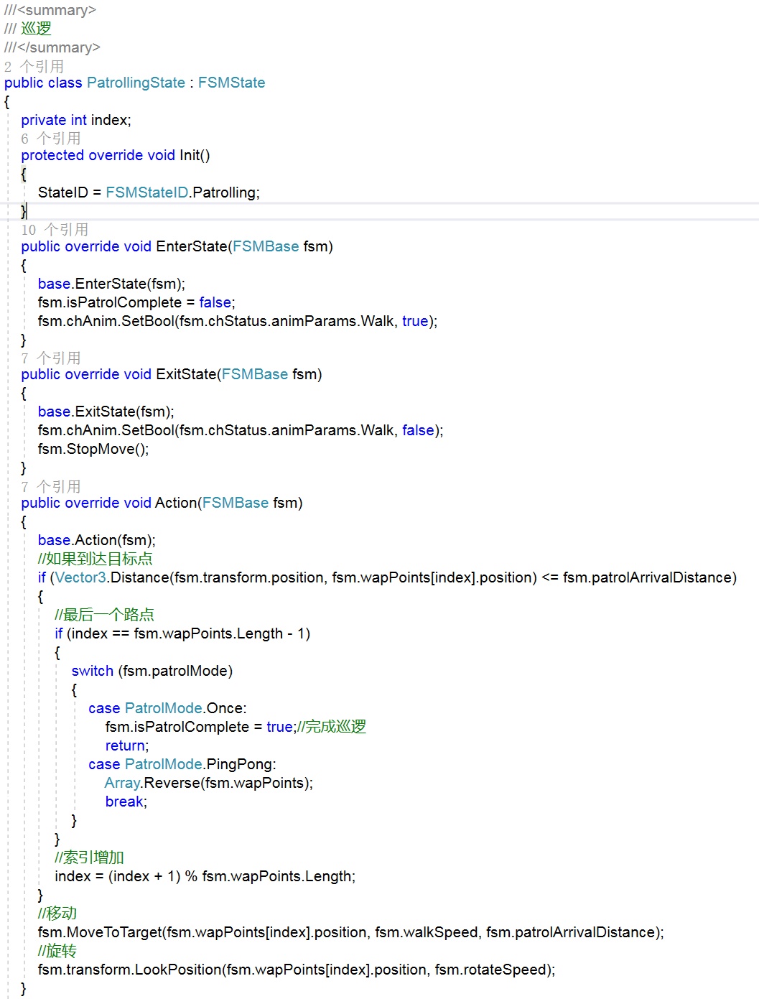 ///<summary>
/// 巡逻
///</summary>
2 个引用
public class PatrollingState : FSMState
{
private int index;
6 个引用
protected override void Init()
{
StateID = FSMStateID.Patrolling;
}
10 个引用
public override void EnterState(FSMBase fsm)
{
base.EnterState(fsm);
fsm.isPatrolComplete = false;
fsm.chAnim.SetBool(fsm.chStatus.animParams.Walk, true);
}
7 个引用
public override void ExitState(FSMBase fsm)
{
base.ExitState(fsm);
fsm.chAnim.SetBool(fsm.chStatus.animParams.Walk, false);
fsm.StopMove();
}
7 个引用
public override void Action(FSMBase fsm)
{
base.Action(fsm);
//如果到达目标点
if (Vector3.Distance(fsm.transform.position, fsm.wapPoints[index].position) <= fsm.patrolArrivalDistance)
{
//最后一个路点
if (index == fsm.wapPoints.Length - 1)
{
switch (fsm.patrolMode)
{
case PatrolMode.Once:
fsm.isPatrolComplete = true;//完成巡逻
return;
case PatrolMode.PingPong:
Array.Reverse(fsm.wapPoints);
break;
}
}
//索引增加
index = (index + 1) % fsm.wapPoints.Length;
}
//移动
fsm.MoveToTarget(fsm.wapPoints[index].position, fsm.walkSpeed, fsm.patrolArrivalDistance);
//旋转
fsm.transform.LookPosition(fsm.wapPoints[index].position, fsm.rotateSpeed);
}